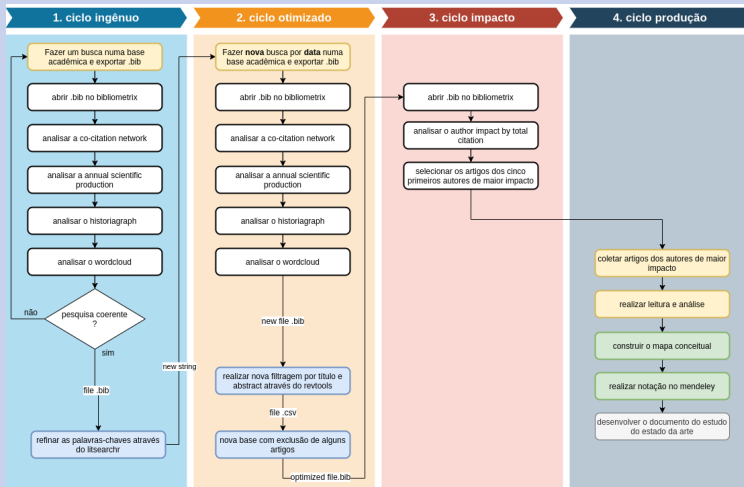 1. ciclo ingênuo
Fazer um busca numa base
acadêmica e exportar .bib
abrir .bib no bibliometrix
analisar a co-citation network
analisar a annual scientific
production
analisar o historiagraph
analisar o wordcloud
pesquisa coerente
?
não
sim
file .bib
refinar as palavras-chaves através
do litsearchr
new string
2. ciclo otimizado
Fazer nova busca por data numa
base acadêmica e exportar .bib
abrir .bib no bibliometrix
analisar a co-citation network
analisar a annual scientific
production
analisar o historiagraph
analisar o wordcloud
new file .bib
realizar nova filtragem por título e
abstract através do revtools
file .csv
nova base com exclusão de alguns
artigos
optimized file.bib
3. ciclo impacto
abrir .bib no bibliometrix
analisar o author impact by total
citation
selecionar os artigos dos cinco
primeiros autores de maior impacto
4. ciclo produção
coletar artigos dos autores de maior
impacto
realizar leitura e análise
construir o mapa conceitual
realizar notação no mendeley
desenvolver o documento do estudo
do estado da arte